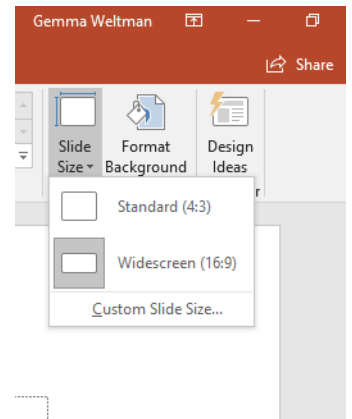 Gemma Weltman
Share
Slide
Size
Format
Background
Design
Ideas
r
Standard (4:3)
Widescreen (16:9)
Custom Slide Size...